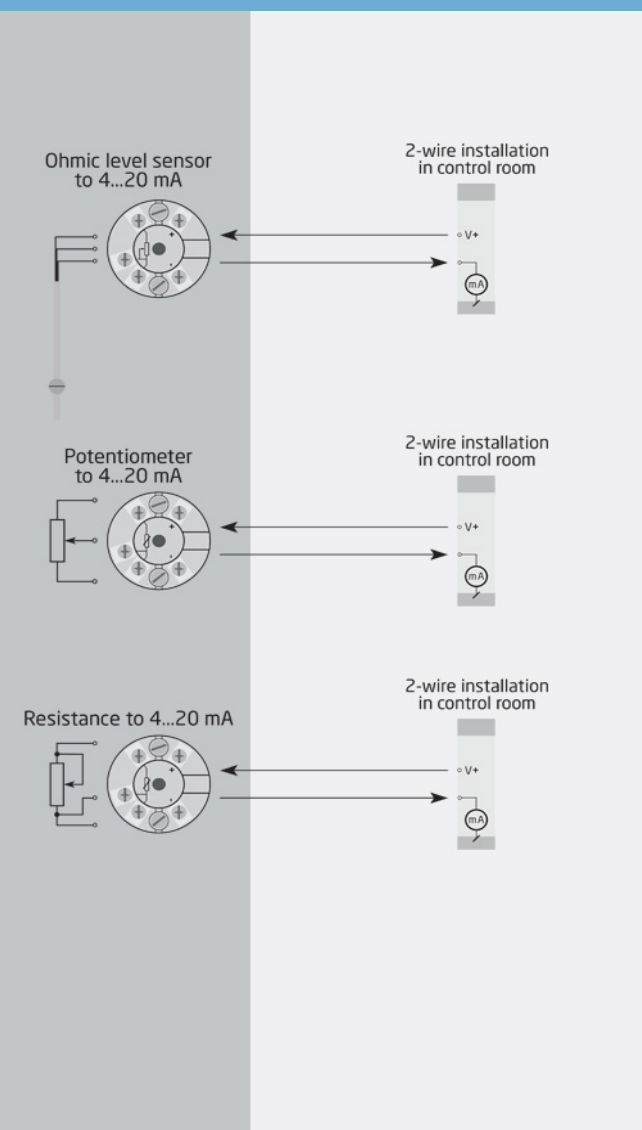 Ohmic level sensor
to 4...20 mA
2-wire installation
in control room
+
-
V+
mA
Potentiometer
to 4...20 mA
2-wire installation
in control room
+
-
V+
mA
Resistance to 4...20 mA
2-wire installation
in control room
+
-
V+
mA